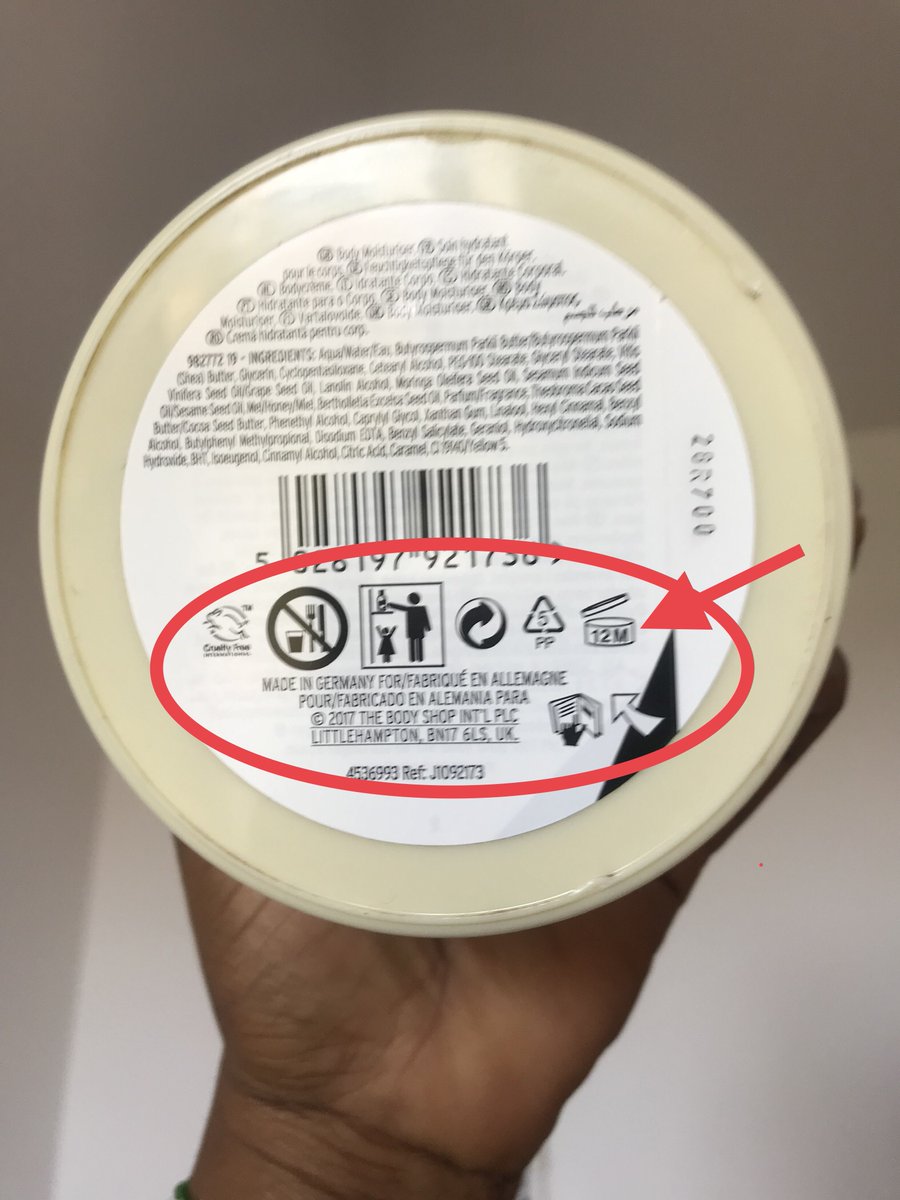 Body Moisturiser, Soin hydratant
pour le corps, Feuchtigkeitspflege für den Körper,
Bodycrème, Idratante Corpo, Hidratante Corporal,
Hidratante para o Corpo, Body Moisturiser, Body
Moisturiser, Vartalovoide, Body Moisturiser,
Cremă hidratantă pentru corp.
982772 19 - INGREDIENTS: Aqua/Water/Eau, Butyrospermum Parkii Butter/Butyrospermum Parkii
(Shea) Butter, Glycerin, Cyclopentasiloxane, Cetearyl Alcohol, PEG-100 Stearate, Glyceryl Stearate, Vitis
Vinifera Seed Oil/Grape Seed Oil, Lanolin Alcohol, Moringa Oleifera Seed Oil, Sesamum Indicum Seed
Oil/Sesame Seed Oil, Mel/Honey/Miel, Bertholletia Excelsa Seed Oil, Parfum/Fragrance, Theobroma Cacao Seed
Butter/Cocoa Seed Butter, Phenethyl Alcohol, Caprylyl Glycol, Xanthan Gum, Linalool, Hexyl Cinnamal, Benzyl
Alcohol, Butylphenyl Methylpropional, Disodium EDTA, Benzyl Salicylate, Geraniol, Hydroxycitronellal, Sodium
Hydroxide, BHT, Isoeugenol, Cinnamyl Alcohol, Citric Acid, Caramel, CI 19140/Yellow 5.
28R700
Cruelty Free
INTERNATIONAL
TM
5
PP
12M
MADE IN GERMANY FOR/FABRIQUÉ EN ALLEMAGNE
POUR/FABRICADO EN ALEMANIA PARA
© 2017 THE BODY SHOP INT'L PLC
LITTLEHAMPTON, BN17 6LS, UK.
4536993 Ref: J1092173